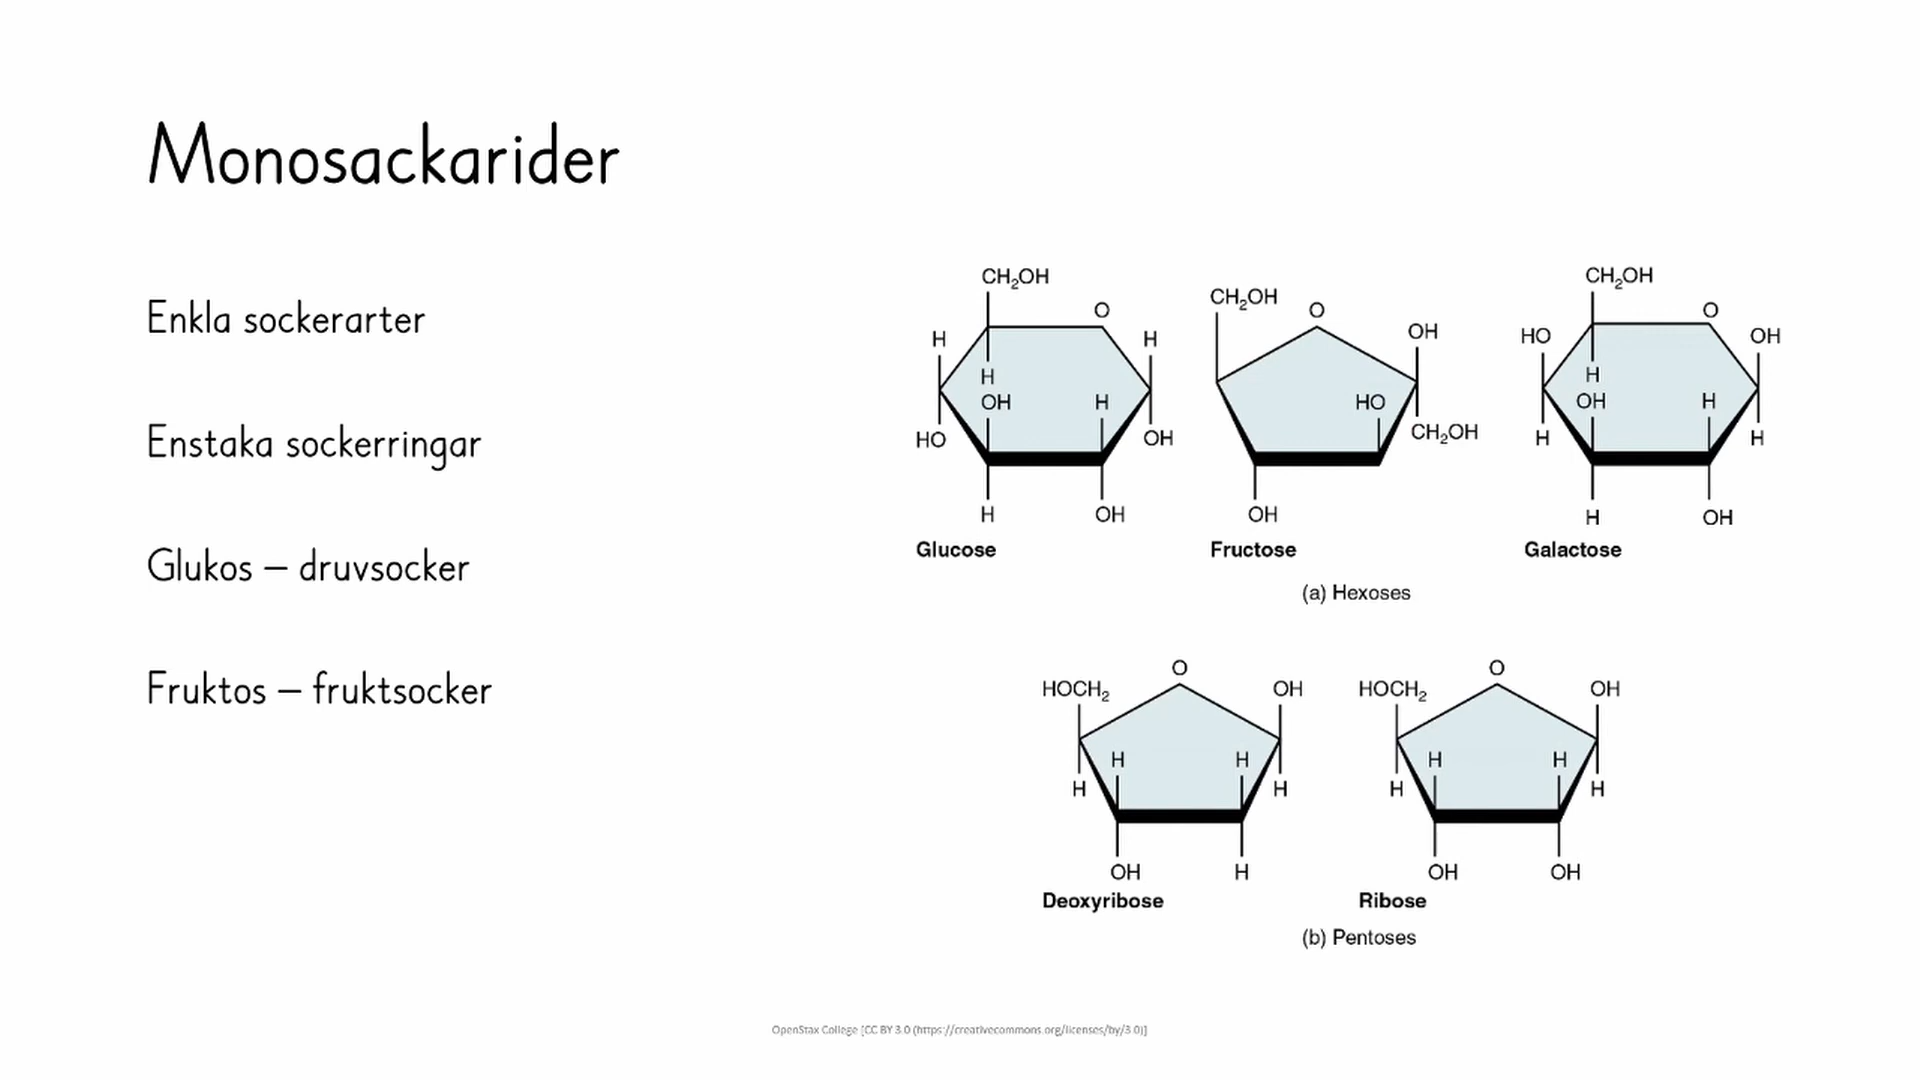 Monosackarider
Enkla sockerarter
Enstaka sockerringar
Glukos – druvsocker
Fruktos – fruktsocker
CH₂OH
O
H
H
H
OH
H
HO
OH
H
OH
Glucose
CH₂OH
O
OH
HO
CH₂OH
OH
Fructose
CH₂OH
O
HO
OH
H
OH
H
H
H
H
OH
Galactose
(a) Hexoses
HOCH₂
O
OH
H
H
H
H
OH
H
Deoxyribose
HOCH₂
O
OH
H
H
H
H
OH
OH
Ribose
(b) Pentoses
OpenStax College [CC BY 3.0 (https://creativecommons.org/licenses/by/3.0)]